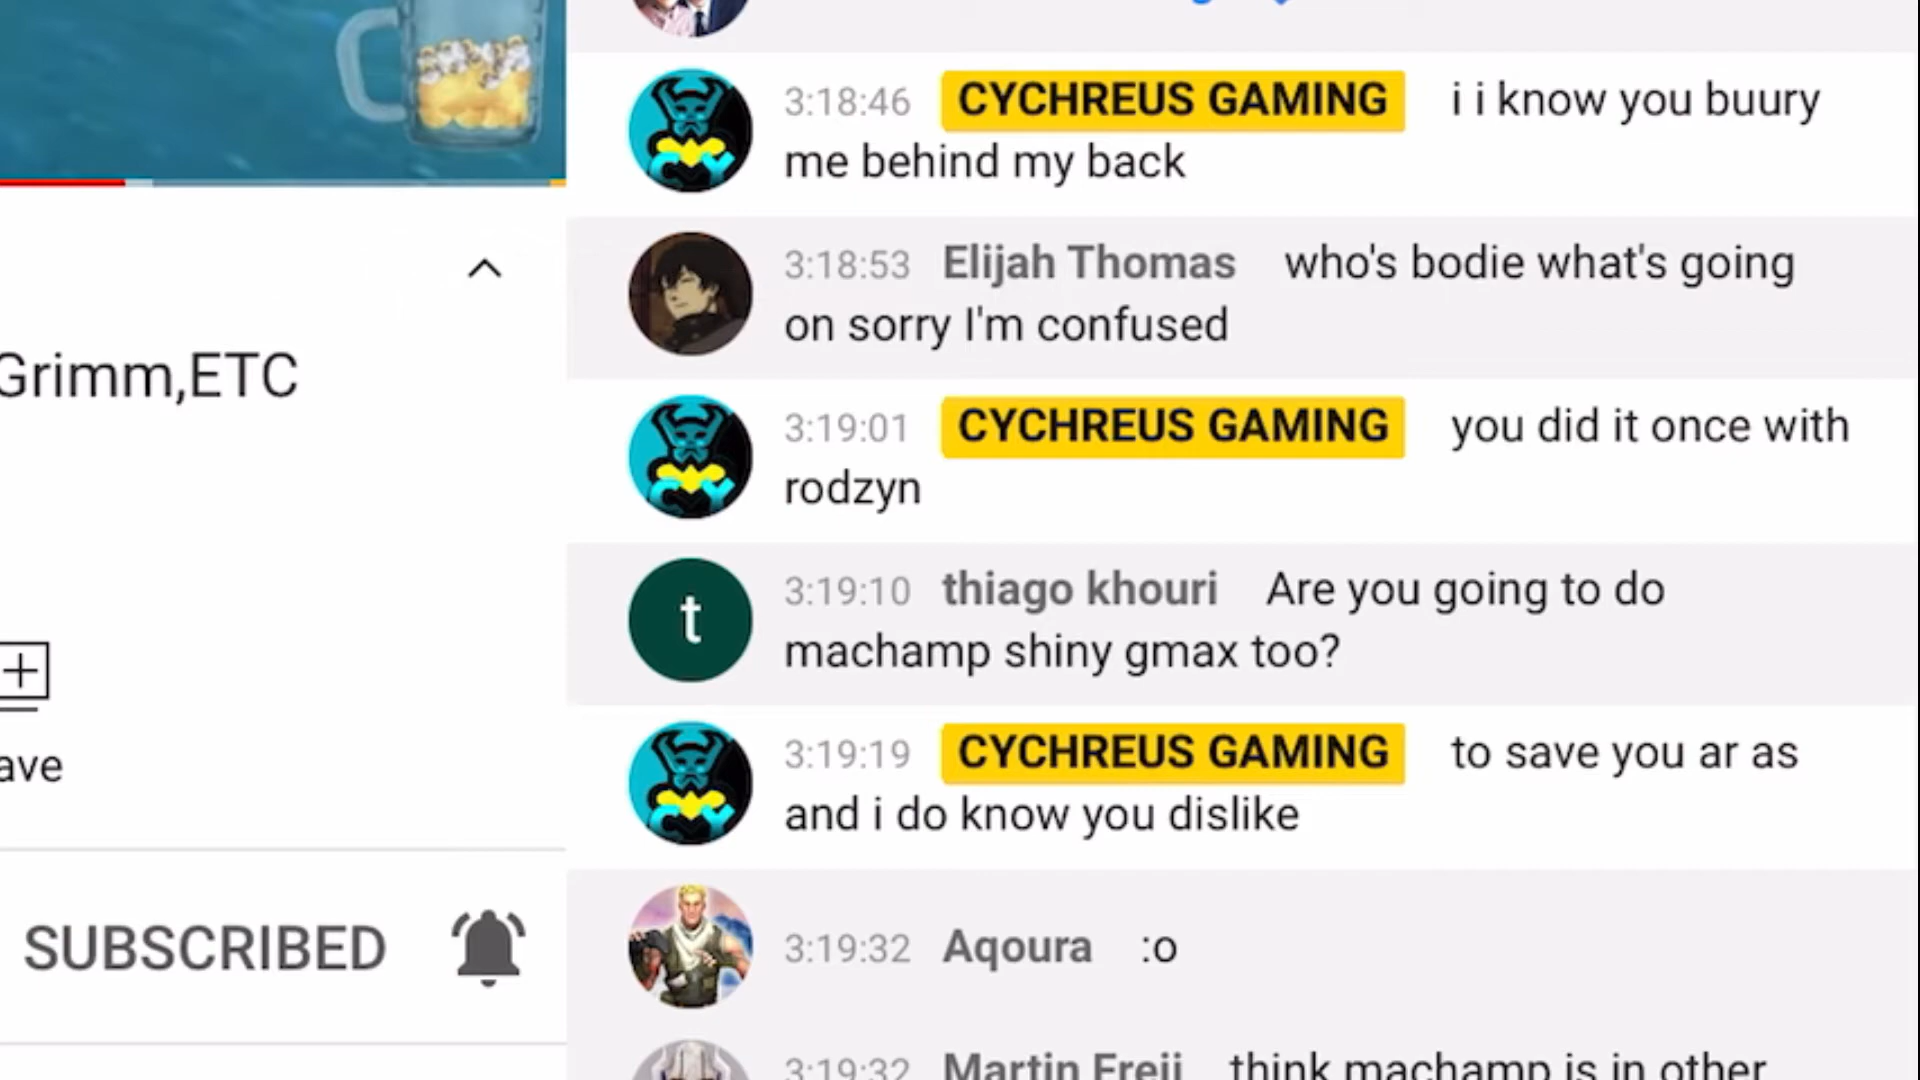 3:18:46 CYCHREUS GAMING i i know you buury
me behind my back
3:18:53 Elijah Thomas who's bodie what's going
on sorry I'm confused
3:19:01 CYCHREUS GAMING you did it once with
rodzyn
t 3:19:10 thiago khouri Are you going to do
machamp shiny gmax too?
3:19:19 CYCHREUS GAMING to save you ar as
and i do know you dislike
3:19:32 Aqoura :o
3:19:32 Martin Freij think machamp is in other
Grimm,ETC
ave
SUBSCRIBED